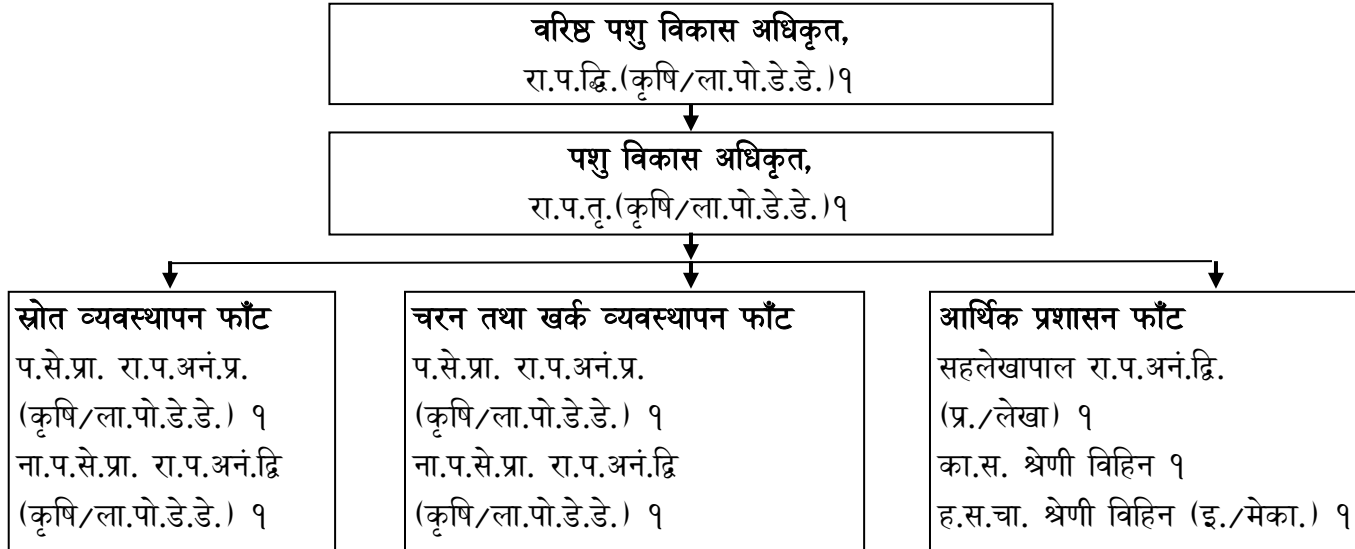 वरिष्ठ पशु विकास अधिकृत,
रा.प.द्धि.(कृषि/ला.पो.डे.डे.)१
पशु विकास अधिकृत,
रा.प.तृ.(कृषि/ला.पो.डे.डे.)१
स्रोत व्यवस्थापन फाँट
प.से.प्रा. रा.प.अनं.प्र.
(कृषि/ला.पो.डे.डे.) १
ना.प.से.प्रा. रा.प.अनं.द्वि
(कृषि/ला.पो.डे.डे.) १
चरन तथा खर्क व्यवस्थापन फाँट
प.से.प्रा. रा.प.अनं.प्र.
(कृषि/ला.पो.डे.डे.) १
ना.प.से.प्रा. रा.प.अनं.द्वि
(कृषि/ला.पो.डे.डे.) १
आर्थिक प्रशासन फाँट
सहलेखापाल रा.प.अनं.द्वि.
(प्र./लेखा) १
का.स. श्रेणी विहिन १
ह.स.चा. श्रेणी विहिन (इ./मेका.) १